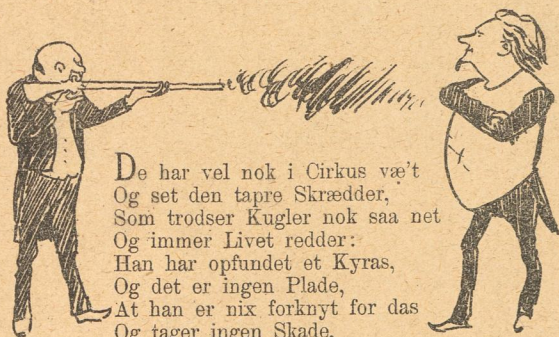 De har vel nok i Cirkus væ't
Og set den tapre Skrædder,
Som trodser Kugler nok saa net
Og immer Livet redder:
Han har opfundet et Kyras,
Og det er ingen Plade,
At han er nix forknyt for das
Og tager ingen Skade.